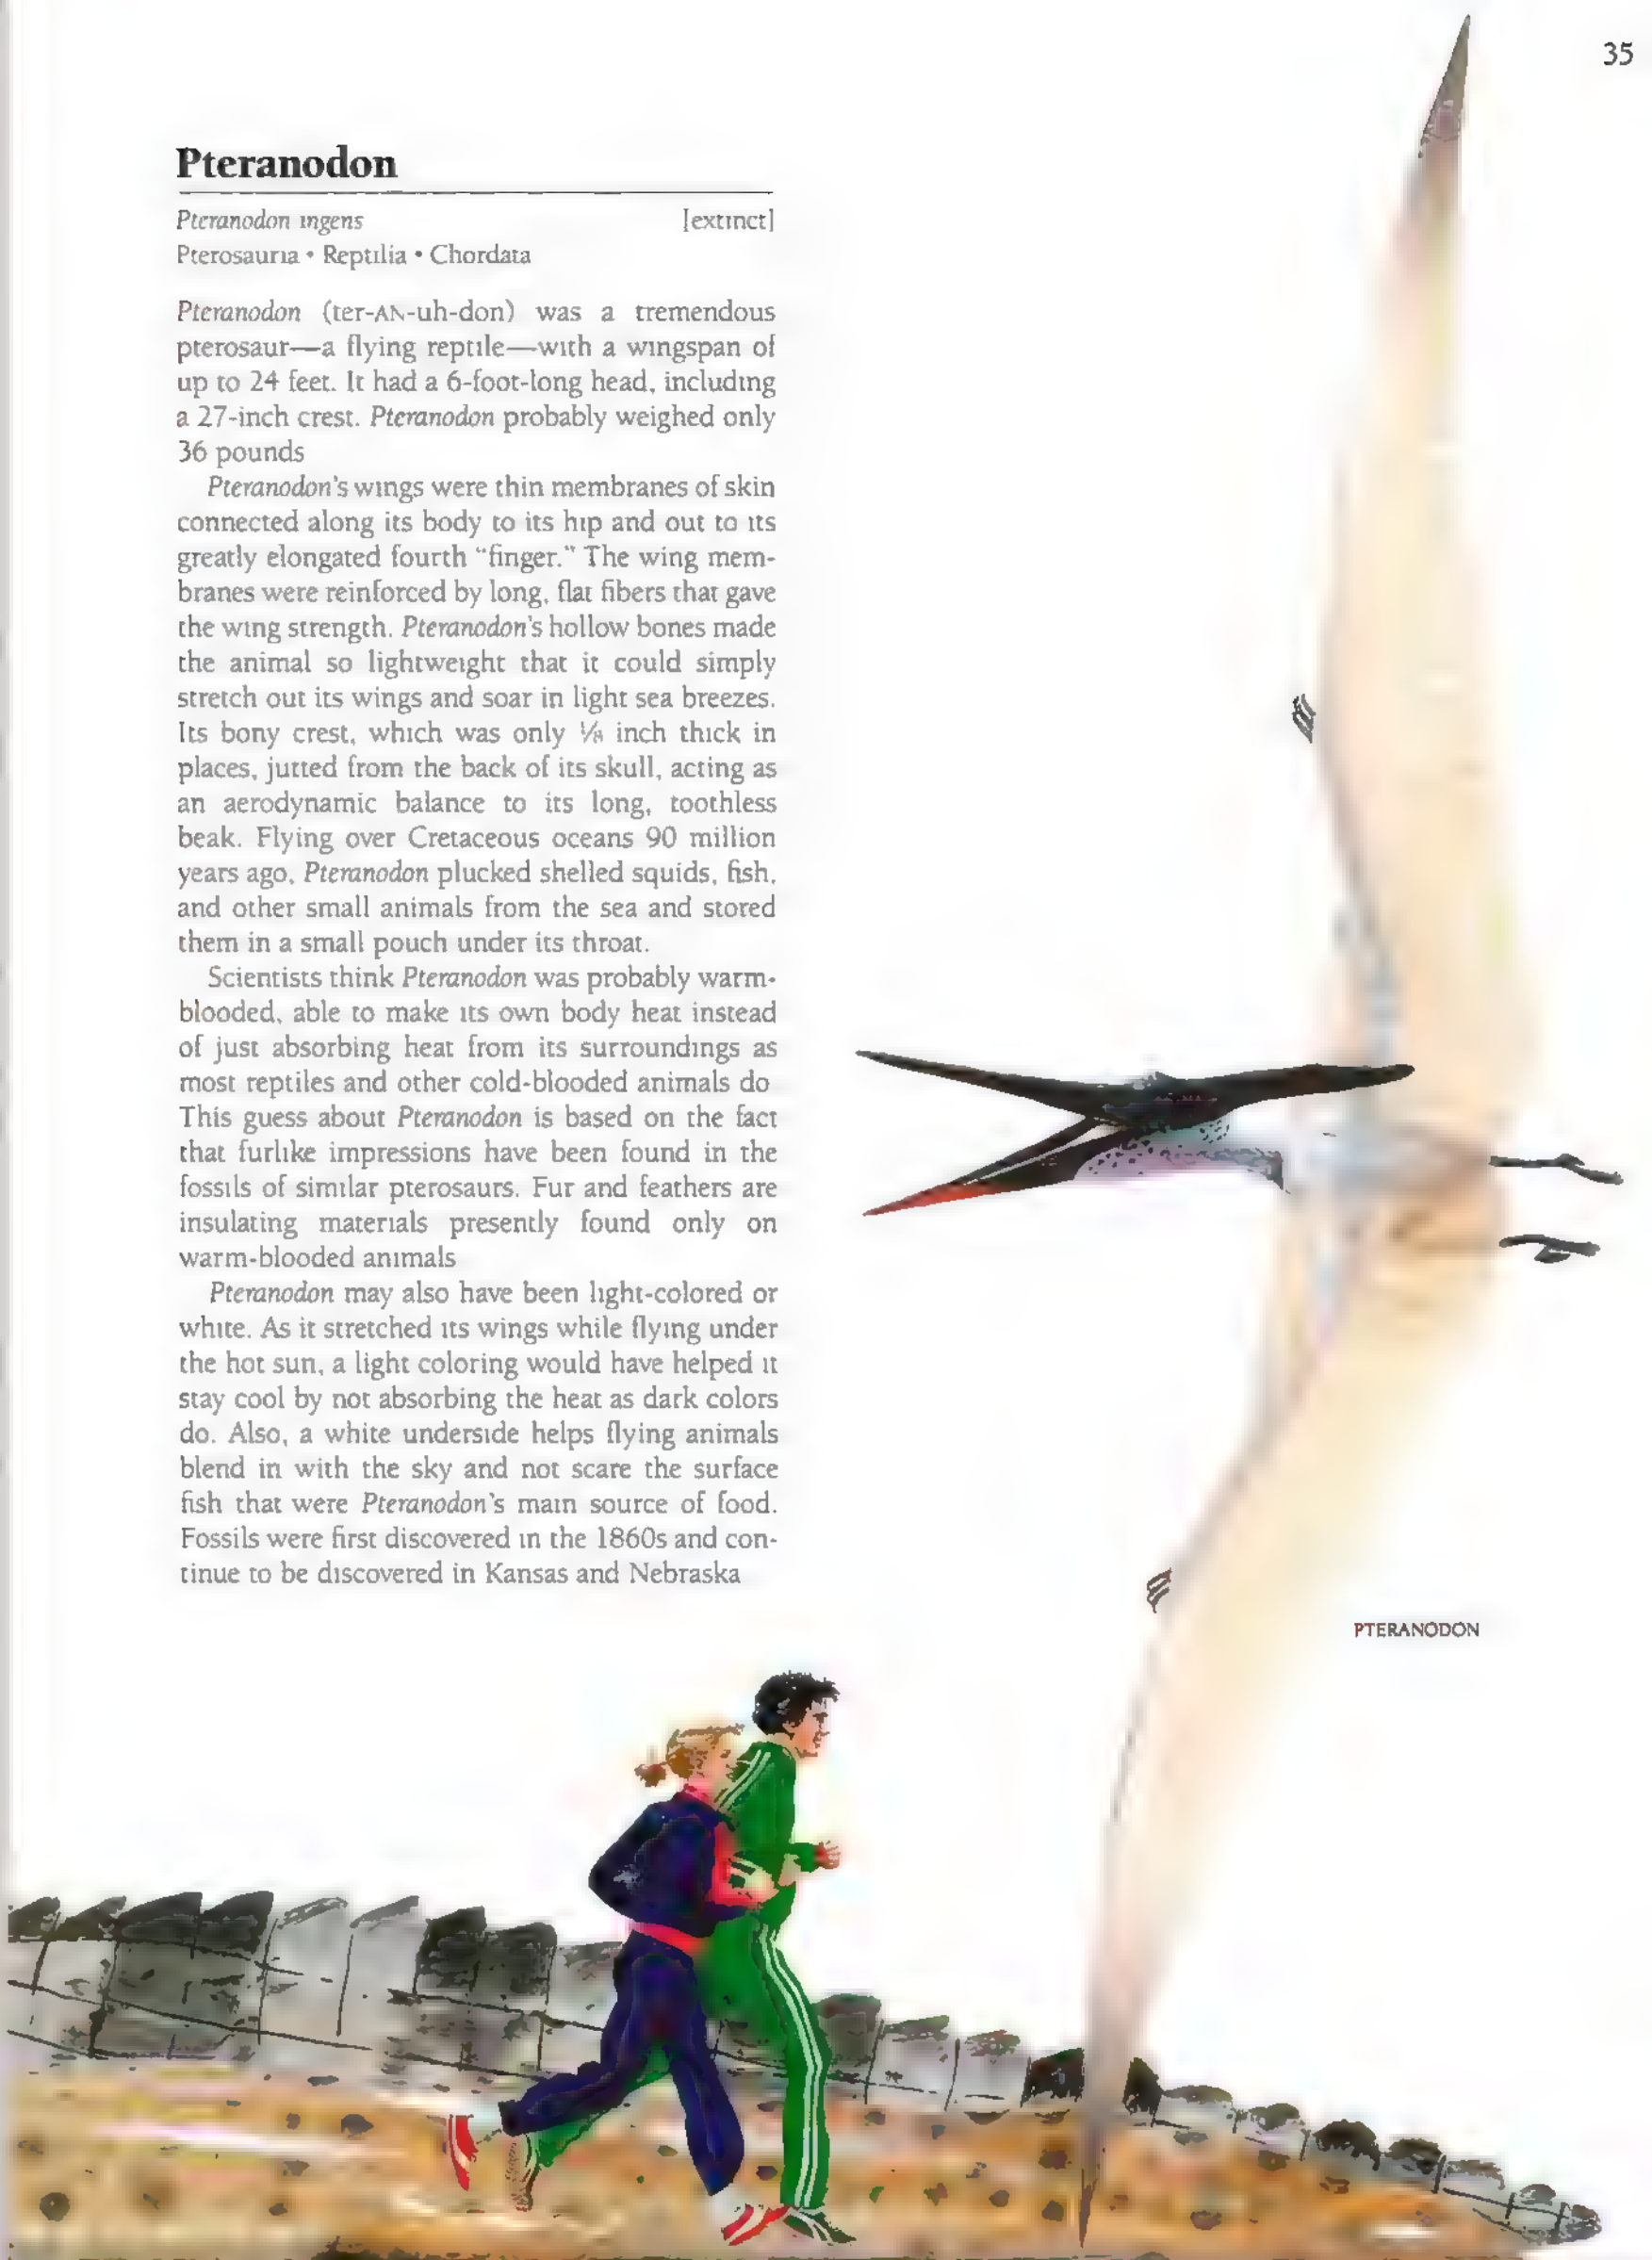 35
Pteranodon
Pteranodon ingens [extinct]
Pterosauria • Reptilia • Chordata
Pteranodon (ter-AN-uh-don) was a tremendous
pterosaur—a flying reptile—with a wingspan of
up to 24 feet. It had a 6-foot-long head, including
a 27-inch crest. Pteranodon probably weighed only
36 pounds
Pteranodon's wings were thin membranes of skin
connected along its body to its hip and out to its
greatly elongated fourth “finger.” The wing mem-
branes were reinforced by long, flat fibers that gave
the wing strength. Pteranodon's hollow bones made
the animal so lightweight that it could simply
stretch out its wings and soar in light sea breezes.
Its bony crest, which was only ⅛ inch thick in
places, jutted from the back of its skull, acting as
an aerodynamic balance to its long, toothless
beak. Flying over Cretaceous oceans 90 million
years ago, Pteranodon plucked shelled squids, fish,
and other small animals from the sea and stored
them in a small pouch under its throat.
Scientists think Pteranodon was probably warm-
blooded, able to make its own body heat instead
of just absorbing heat from its surroundings as
most reptiles and other cold-blooded animals do
This guess about Pteranodon is based on the fact
that furlike impressions have been found in the
fossils of similar pterosaurs. Fur and feathers are
insulating materials presently found only on
warm-blooded animals
Pteranodon may also have been light-colored or
white. As it stretched its wings while flying under
the hot sun, a light coloring would have helped it
stay cool by not absorbing the heat as dark colors
do. Also, a white underside helps flying animals
blend in with the sky and not scare the surface
fish that were Pteranodon's main source of food.
Fossils were first discovered in the 1860s and con-
tinue to be discovered in Kansas and Nebraska
PTERANODON